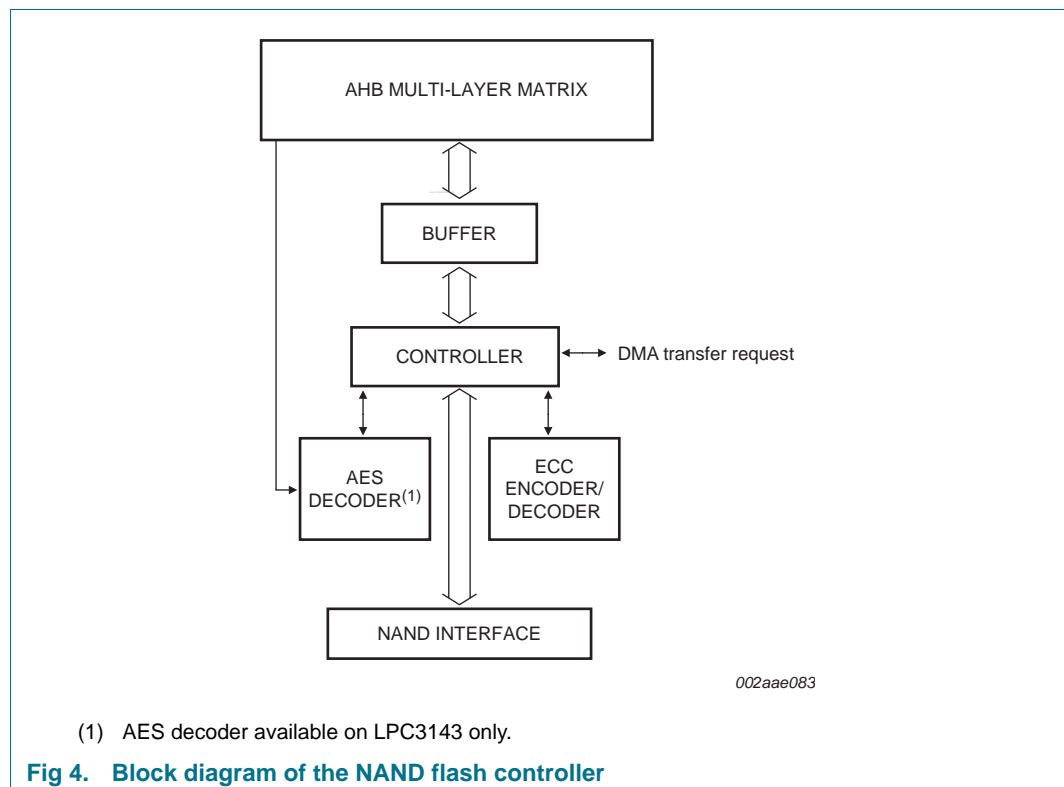 AHB MULTI-LAYER MATRIX
BUFFER
CONTROLLER
DMA transfer request
AES
DECODER(1)
ECC
ENCODER/
DECODER
NAND INTERFACE
002aae083
(1) AES decoder available on LPC3143 only.
Fig 4. Block diagram of the NAND flash controller